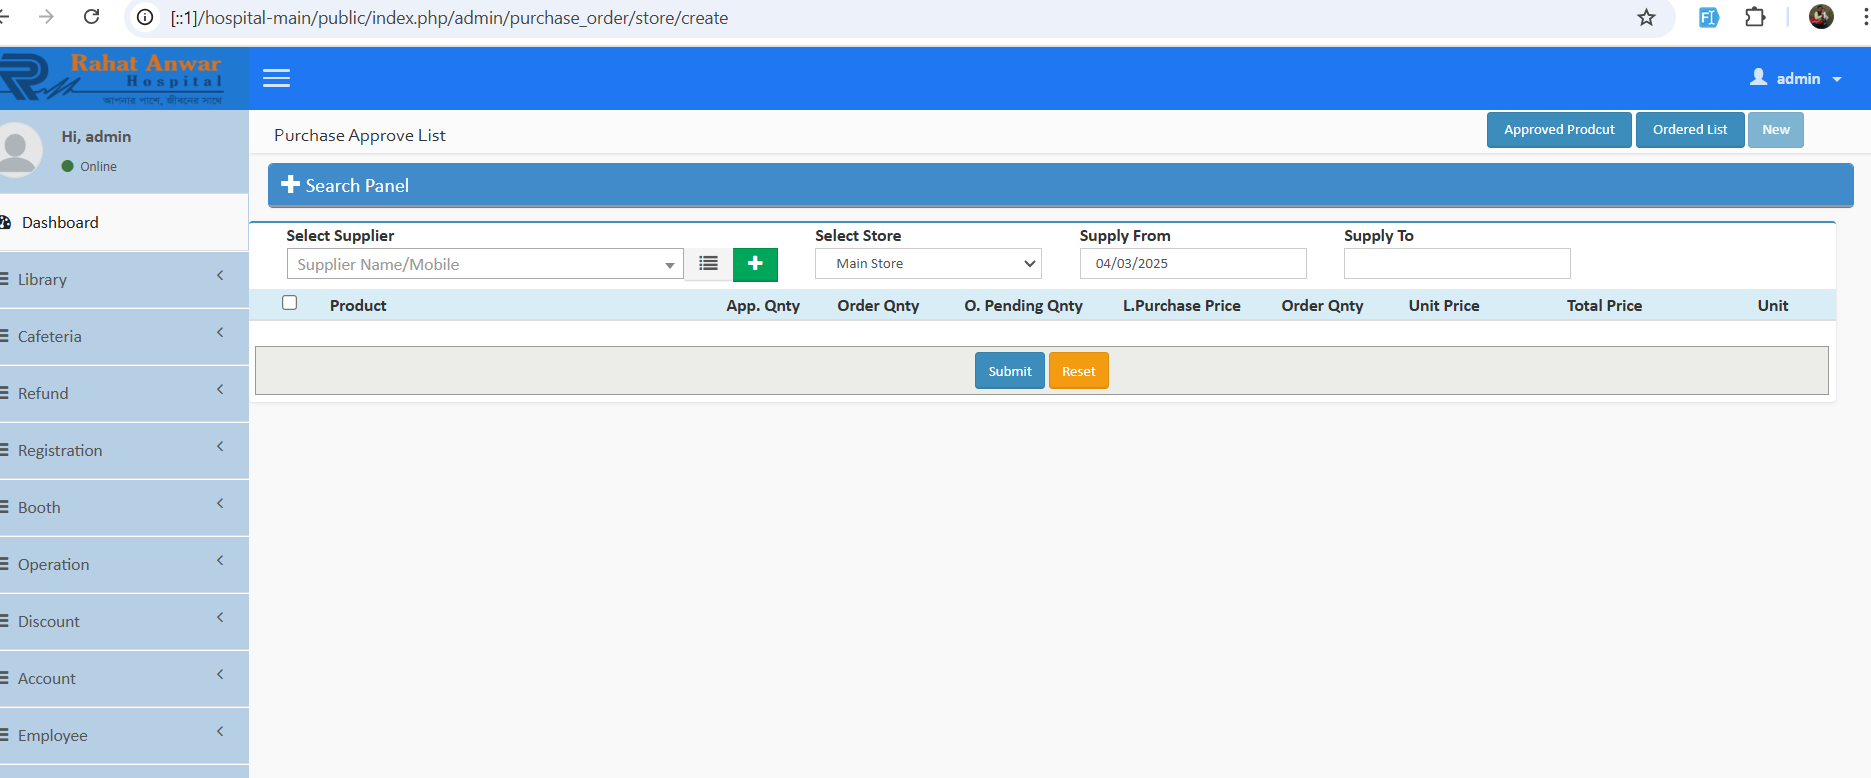 [::1]/hospital-main/public/index.php/admin/purchase_order/store/create
Rahat Anwar
Hospital
আপনার পাশে, জীবনের সাথে
admin
Hi, admin
Online
Purchase Approve List
Approved Prodcut
Ordered List
New
Search Panel
Dashboard
Library
Cafeteria
Refund
Registration
Booth
Operation
Discount
Account
Employee
Select Supplier
Select Store
Supply From
Supply To
Supplier Name/Mobile
Main Store
04/03/2025
Product App. Qnty Order Qnty O. Pending Qnty L.Purchase Price Order Qnty Unit Price Total Price Unit
Submit
Reset